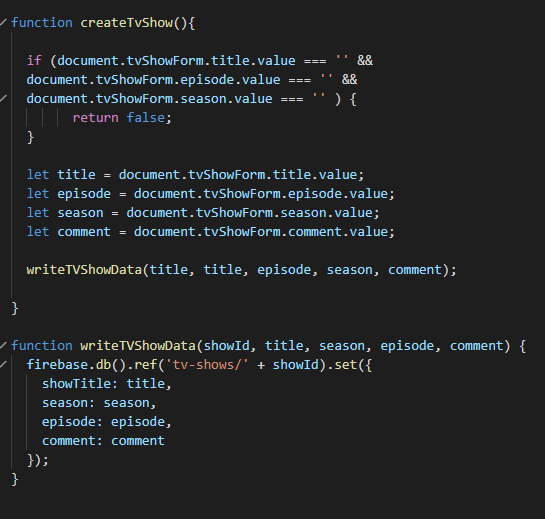 function createTvShow(){
if (document.tvShowForm.title.value === '' &&
document.tvShowForm.episode.value === '' &&
document.tvShowForm.season.value === '' ) {
return false;
}
let title = document.tvShowForm.title.value;
let episode = document.tvShowForm.episode.value;
let season = document.tvShowForm.season.value;
let comment = document.tvShowForm.comment.value;
writeTVShowData(title, title, episode, season, comment);
}
function writeTVShowData(showId, title, season, episode, comment) {
firebase.db().ref('tv-shows/' + showId).set({
showTitle: title,
season: season,
episode: episode,
comment: comment
});
}